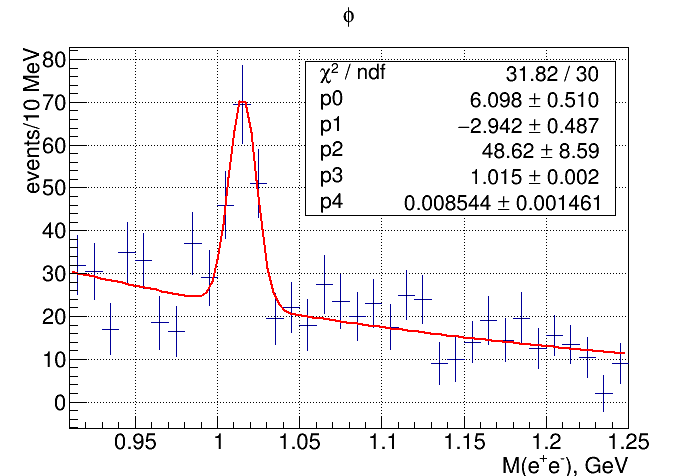 ϕ
events/10 MeV
80
70
60
50
40
30
20
10
0
χ² / ndf 31.82 / 30
p0 6.098 ± 0.510
p1 −2.942 ± 0.487
p2 48.62 ± 8.59
p3 1.015 ± 0.002
p4 0.008544 ± 0.001461
0.95 1 1.05 1.1 1.15 1.2 1.25
M(e⁺e⁻), GeV